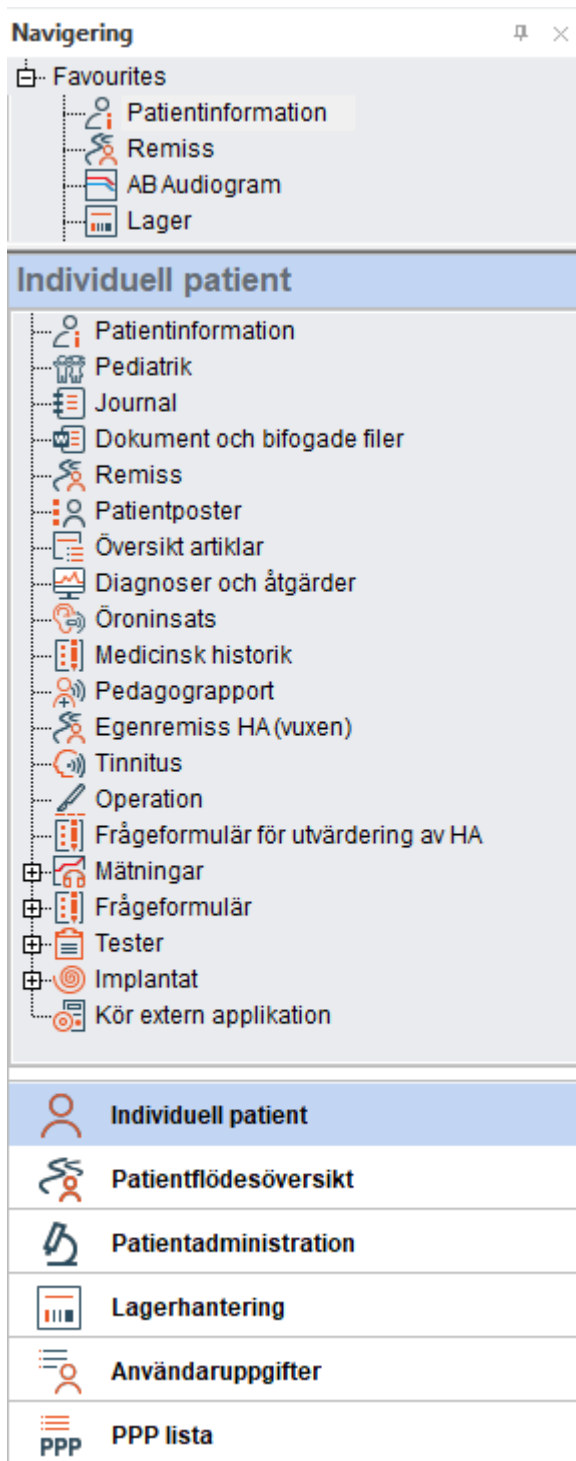 Navigering
Favourites
Patientinformation
Remiss
AB Audiogram
Lager
Individuell patient
Patientinformation
Pediatrik
Journal
Dokument och bifogade filer
Remiss
Patientposter
Översikt artiklar
Diagnoser och åtgärder
Öroninsats
Medicinsk historik
Pedagograpport
Egenremiss HA (vuxen)
Tinnitus
Operation
Frågeformulär för utvärdering av HA
Mätningar
Frågeformulär
Tester
Implantat
Kör extern applikation
Individuell patient
Patientflödesöversikt
Patientadministration
Lagerhantering
Användaruppgifter
PPP PPP lista